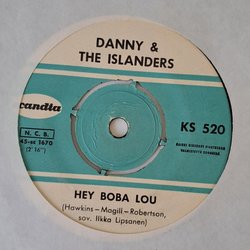 DANNY &
THE ISLANDERS
candia
N. C. B.
45-sc 1670
(2' 16")
KS 520
HEY BOBA LOU
(Hawkins—Magill—Robertson,
sov. Ilkka Lipsanen)